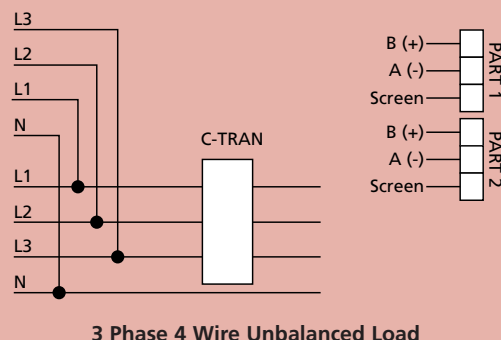 L3
L2
L1
N
L1
L2
L3
N
C-TRAN
B (+)
A (-)
Screen
PART 1
B (+)
A (-)
Screen
PART 2
3 Phase 4 Wire Unbalanced Load